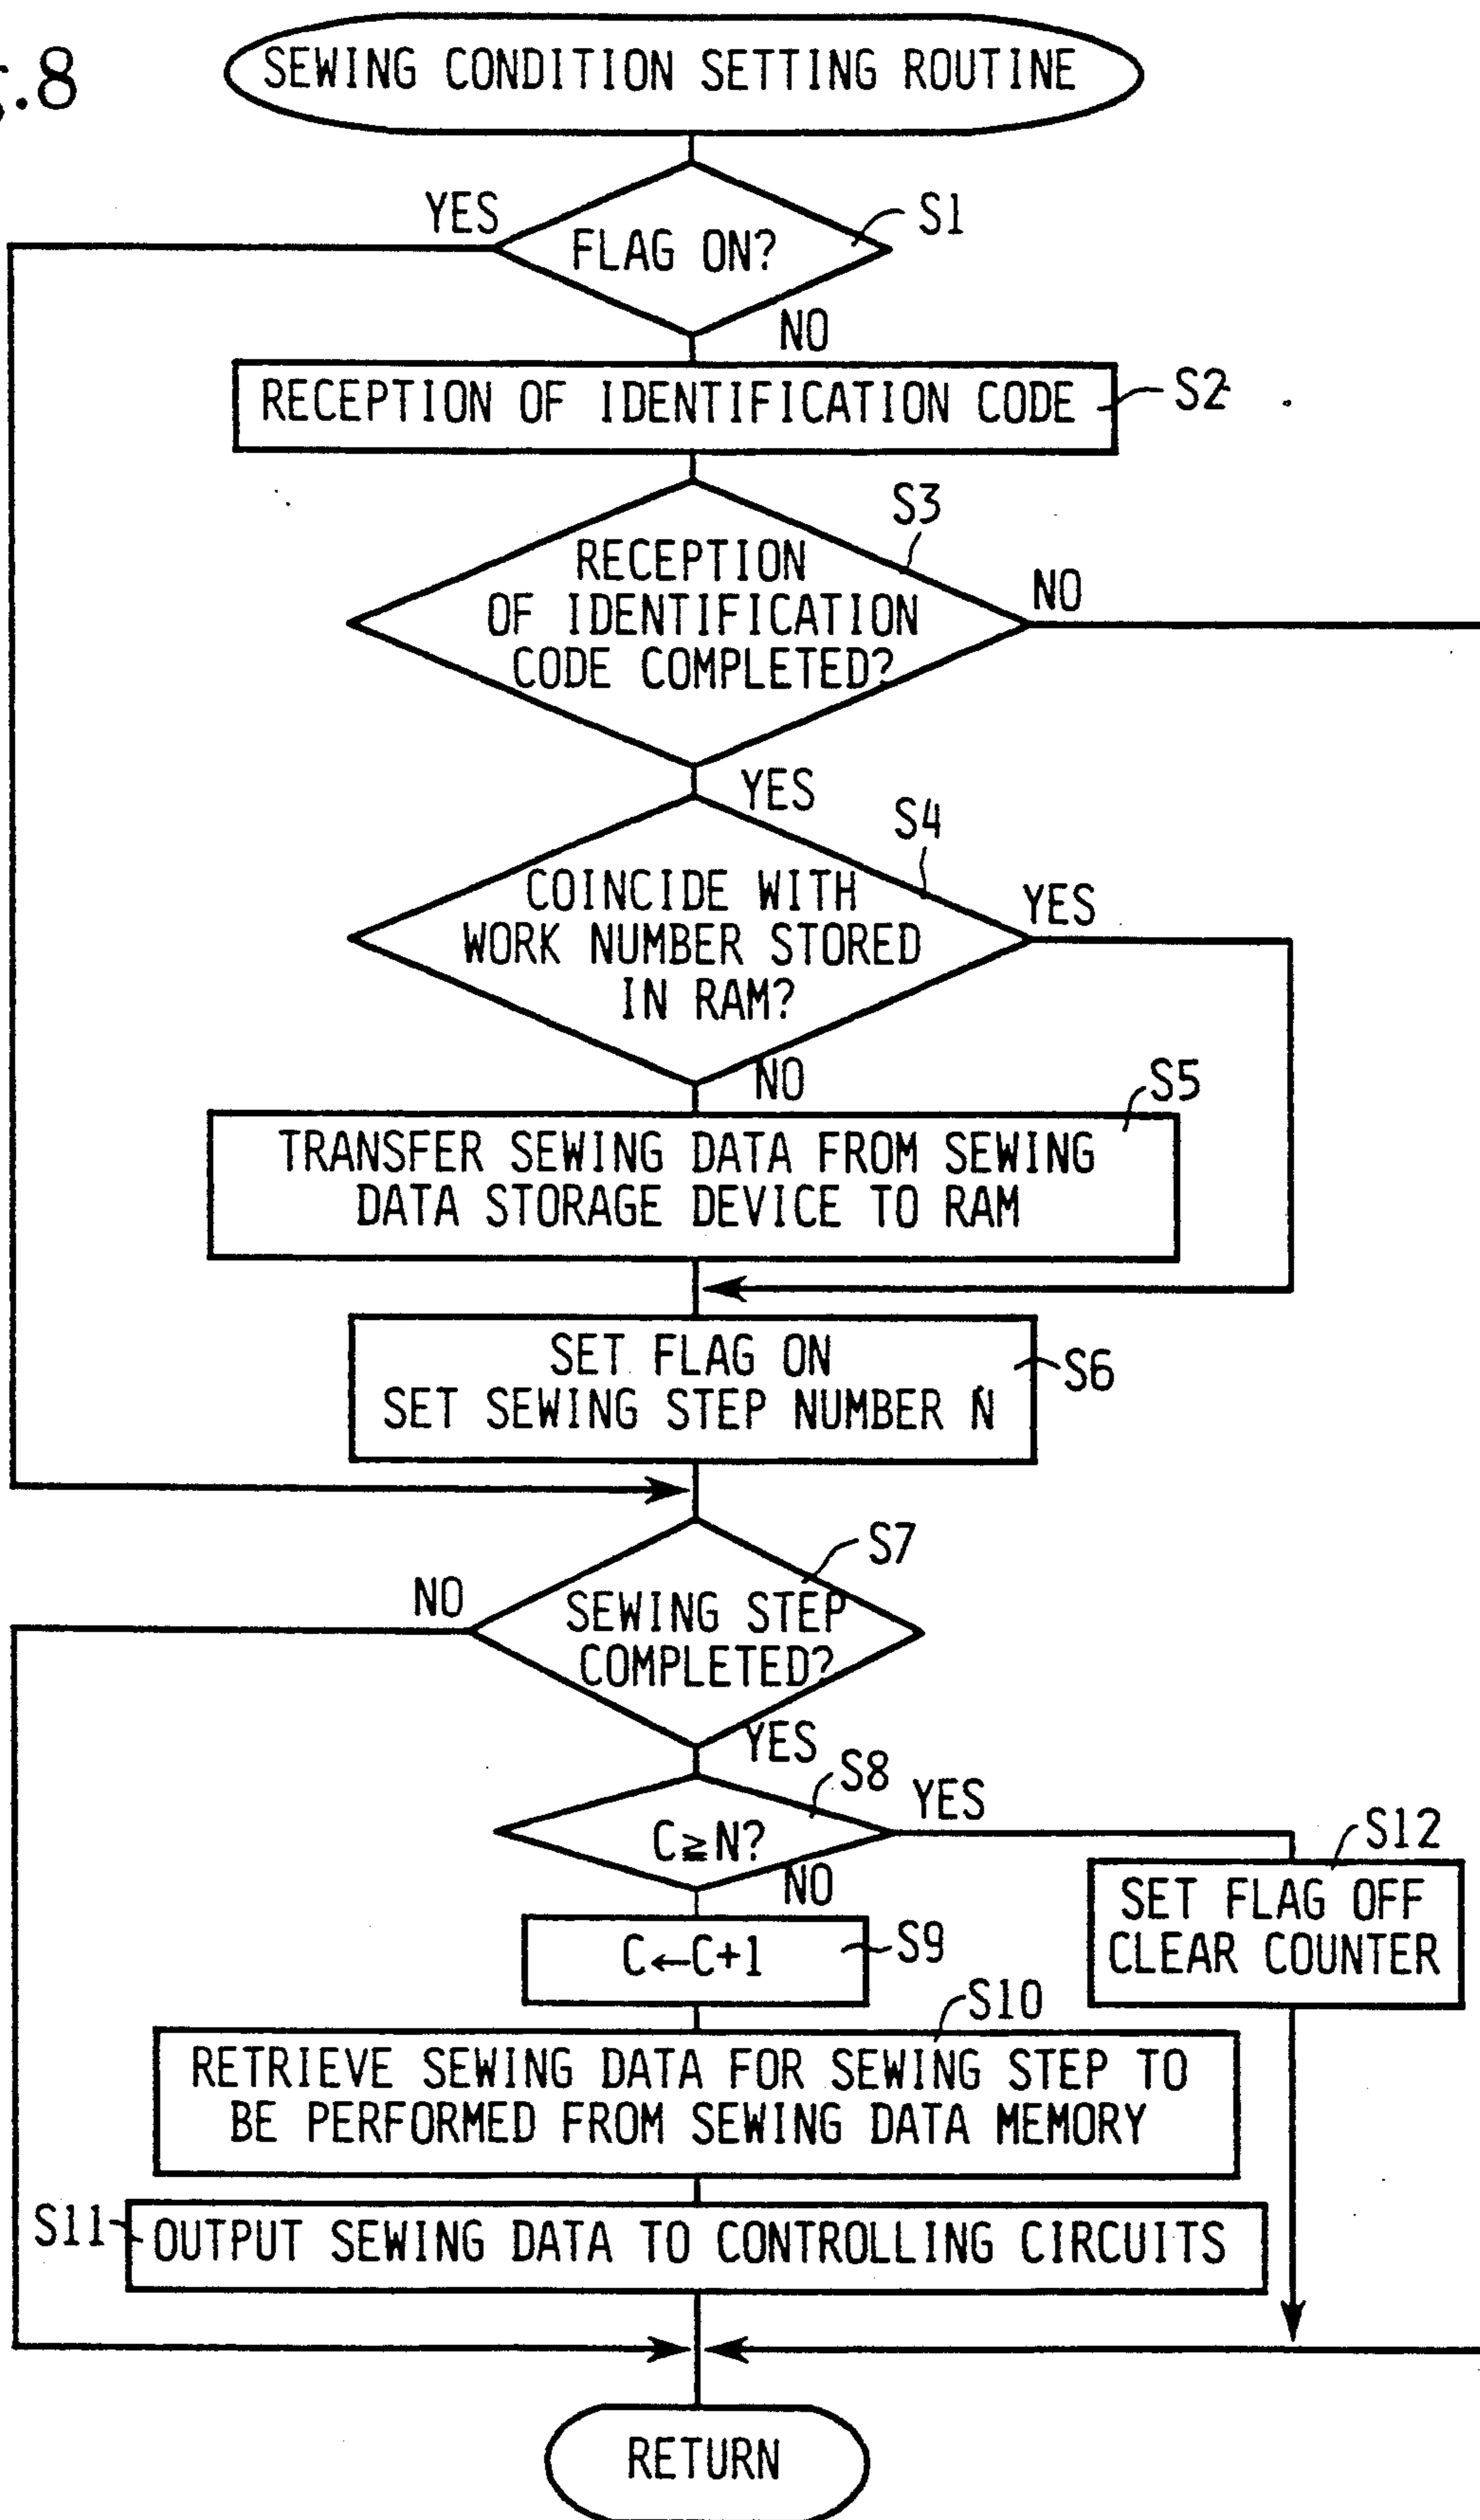 .8
SEWING CONDITION SETTING ROUTINE
YES
S1
FLAG ON?
NO
RECEPTION OF IDENTIFICATION CODE
S2
S3
RECEPTION
OF IDENTIFICATION
CODE COMPLETED?
NO
YES
S4
COINCIDE WITH
WORK NUMBER STORED
IN RAM?
YES
NO
S5
TRANSFER SEWING DATA FROM SEWING
DATA STORAGE DEVICE TO RAM
SET FLAG ON
SET SEWING STEP NUMBER N
S6
S7
NO
SEWING STEP
COMPLETED?
YES
S8
YES
C≧N?
NO
S12
SET FLAG OFF
CLEAR COUNTER
C←C+1
S9
S10
RETRIEVE SEWING DATA FOR SEWING STEP TO
BE PERFORMED FROM SEWING DATA MEMORY
S11
OUTPUT SEWING DATA TO CONTROLLING CIRCUITS
RETURN